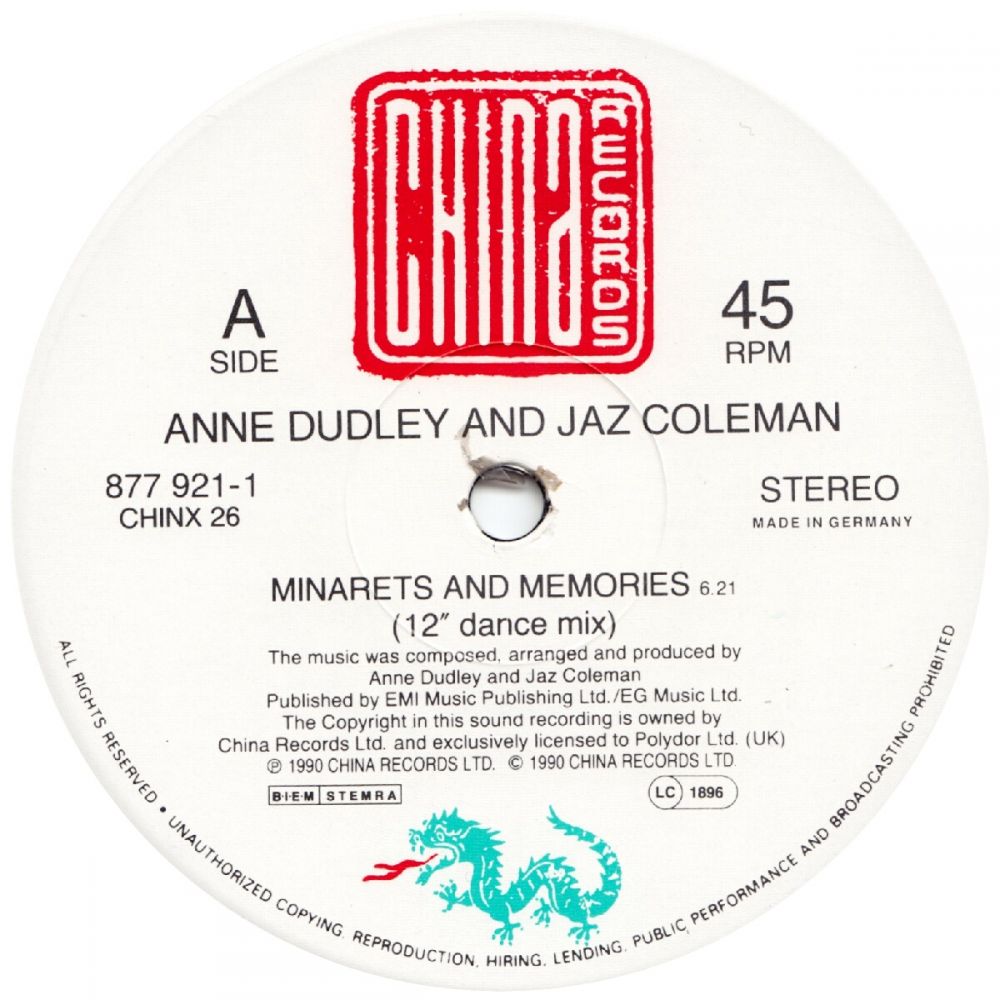 CHINA RECORDS
A
SIDE
45
RPM
ANNE DUDLEY AND JAZ COLEMAN
877 921-1
CHINX 26
STEREO
MADE IN GERMANY
MINARETS AND MEMORIES 6.21
(12" dance mix)
The music was composed, arranged and produced by
Anne Dudley and Jaz Coleman
Published by EMI Music Publishing Ltd./EG Music Ltd.
The Copyright in this sound recording is owned by
China Records Ltd. and exclusively licensed to Polydor Ltd. (UK)
℗ 1990 CHINA RECORDS LTD. © 1990 CHINA RECORDS LTD.
B·I·E·M STEMRA
LC 1896
ALL RIGHTS RESERVED • UNAUTHORIZED COPYING, REPRODUCTION, HIRING, LENDING, PUBLIC PERFORMANCE AND BROADCASTING PROHIBITED